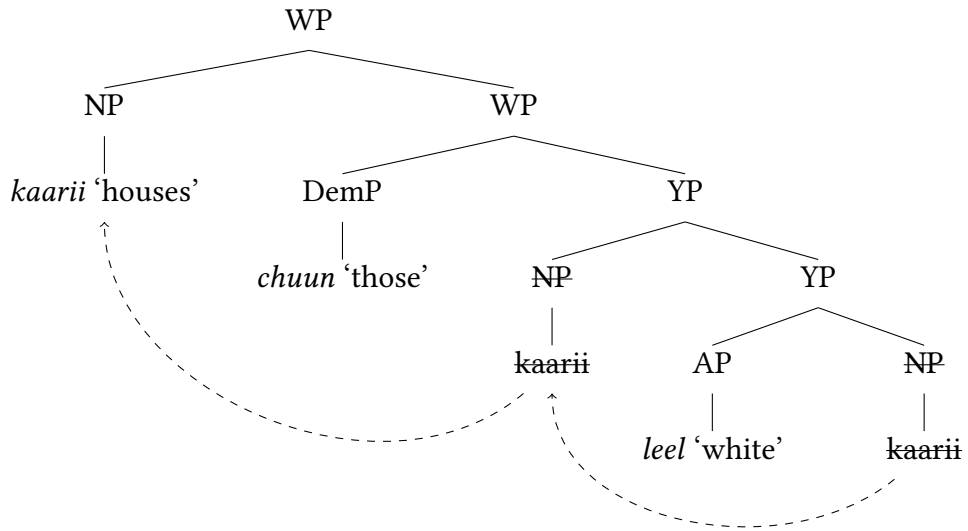 WP
NP WP
kaarii ‘houses’ DemP YP
chuun ‘those’ NP YP
kaarii AP NP
leel ‘white’ kaarii